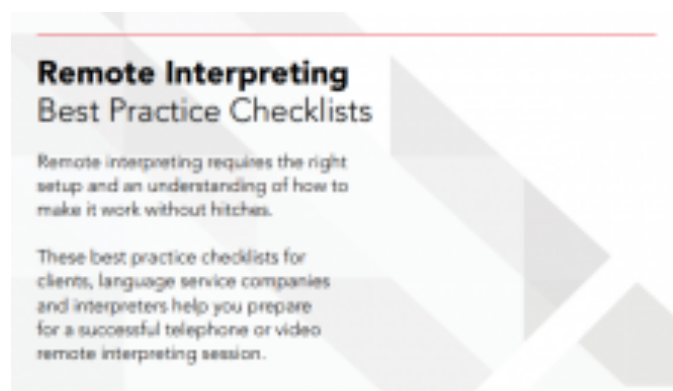 Remote Interpreting
Best Practice Checklists
Remote interpreting requires the right
setup and an understanding of how to
make it work without hitches.
These best practice checklists for
clients, language service companies
and interpreters help you prepare
for a successful telephone or video
remote interpreting session.